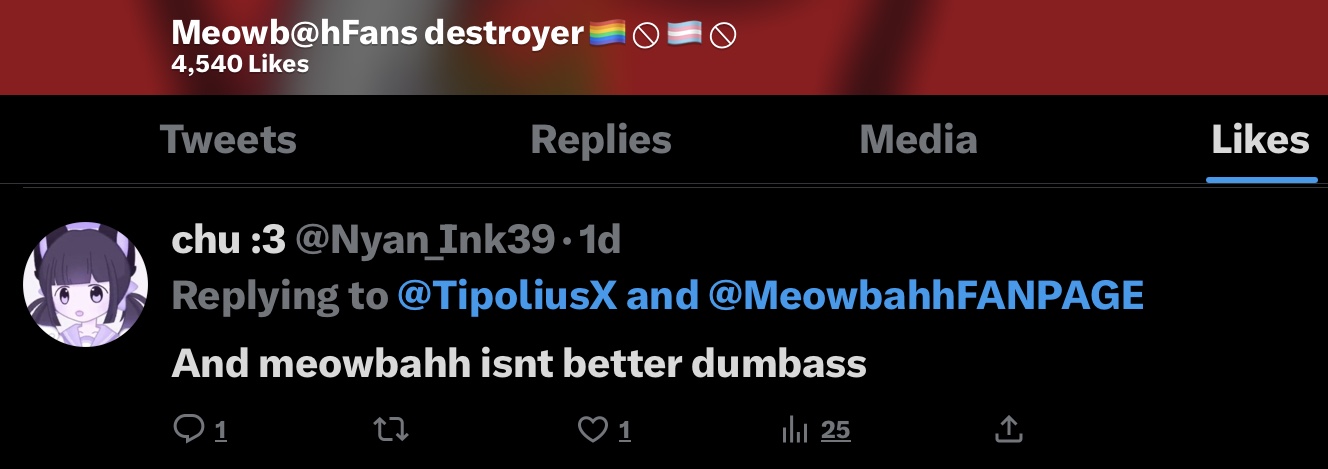 Meowb@hFans destroyer🏳️‍🌈🚫🏳️‍⚧️🚫
4,540 Likes
Tweets Replies Media Likes
chu :3 @Nyan_Ink39 · 1d
Replying to @TipoliusX and @MeowbahhFANPAGE
And meowbahh isnt better dumbass
1 1 25